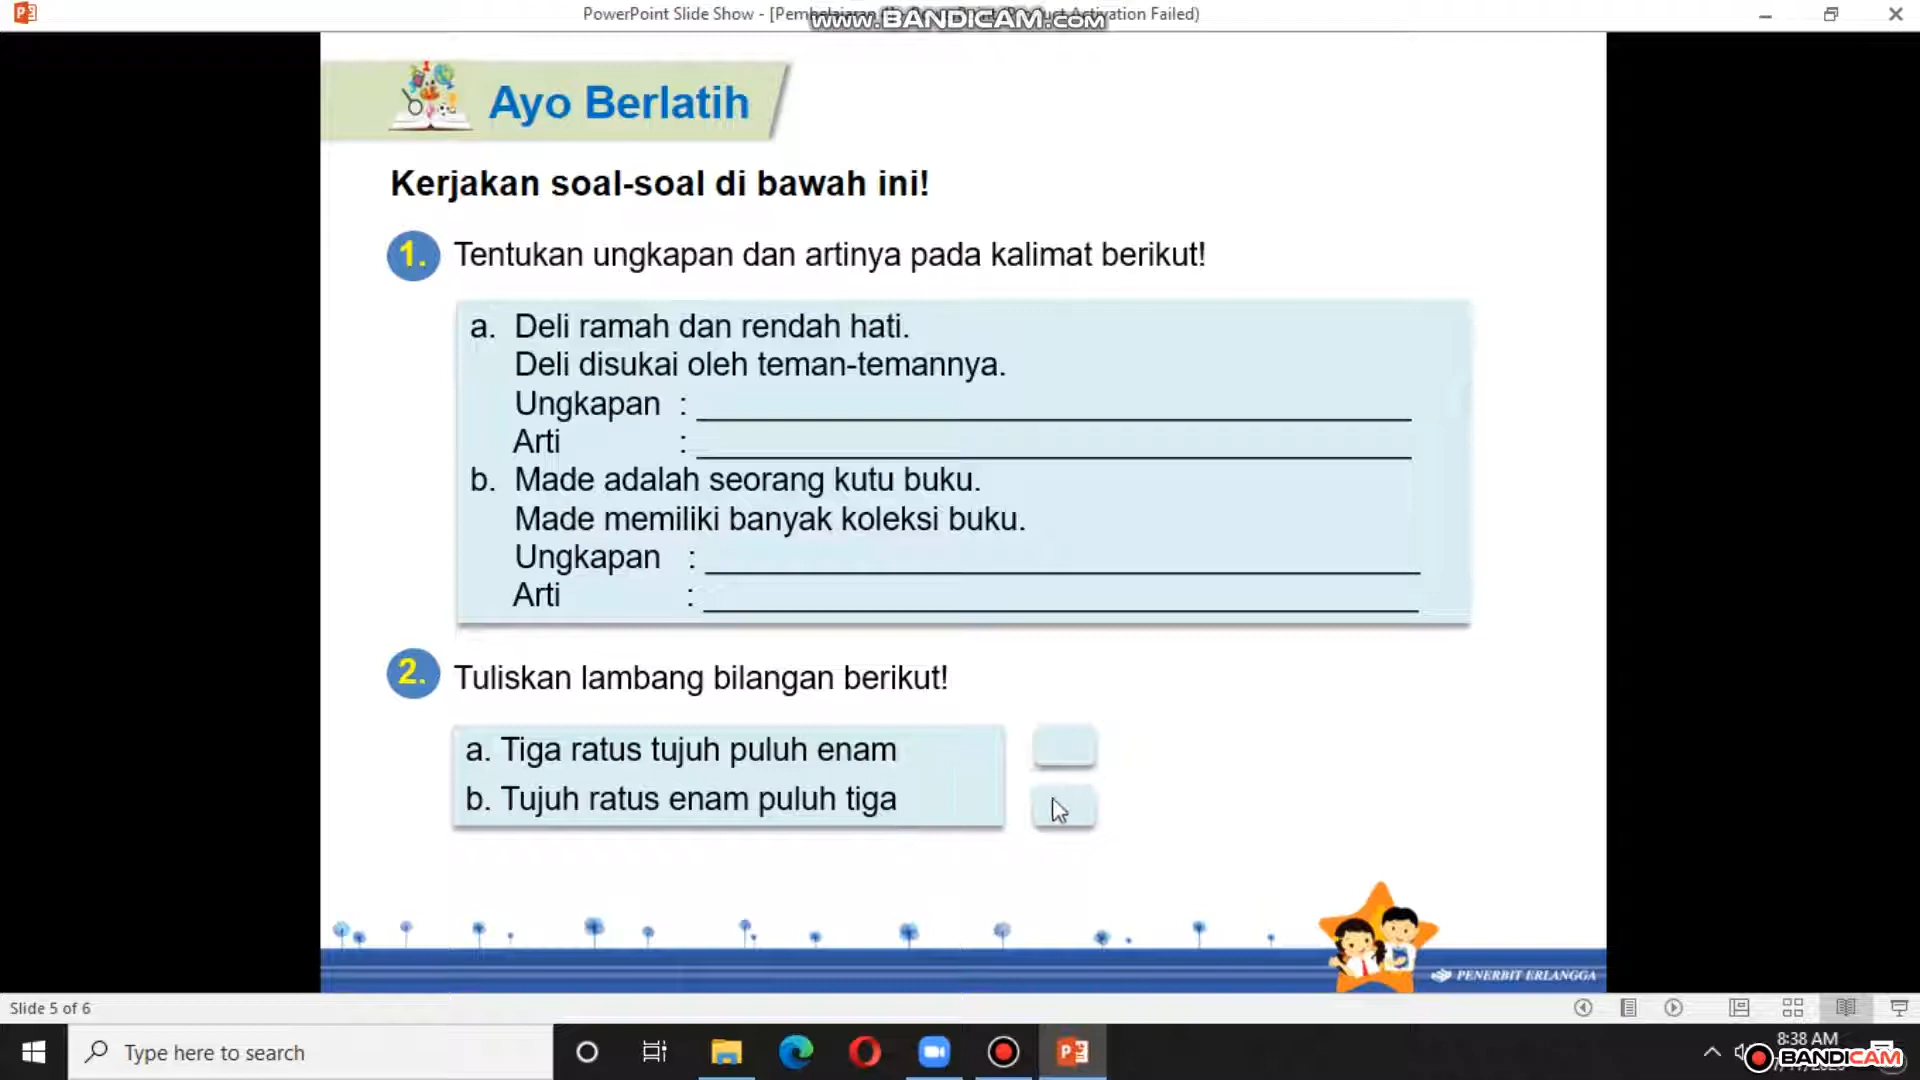 PowerPoint Slide Show - [Pembelajaran Activation Failed)
www.BANDICAM.com
Ayo Berlatih
Kerjakan soal-soal di bawah ini!
1. Tentukan ungkapan dan artinya pada kalimat berikut!
a. Deli ramah dan rendah hati.
Deli disukai oleh teman-temannya.
Ungkapan :
Arti :
b. Made adalah seorang kutu buku.
Made memiliki banyak koleksi buku.
Ungkapan :
Arti :
2. Tuliskan lambang bilangan berikut!
a. Tiga ratus tujuh puluh enam
b. Tujuh ratus enam puluh tiga
PENERBIT ERLANGGA
Slide 5 of 6
Type here to search
8:38 AM
BANDICAM